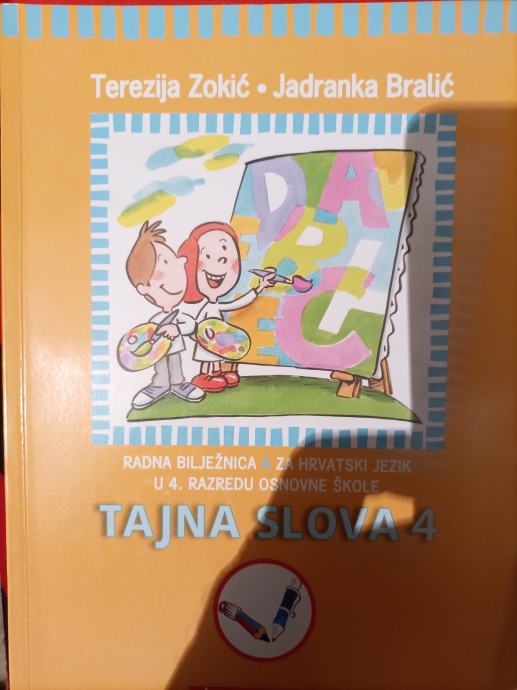 Terezija Zokić • Jadranka Bralić
RADNA BILJEŽNICA A ZA HRVATSKI JEZIK
U 4. RAZREDU OSNOVNE ŠKOLE
TAJNA SLOVA 4